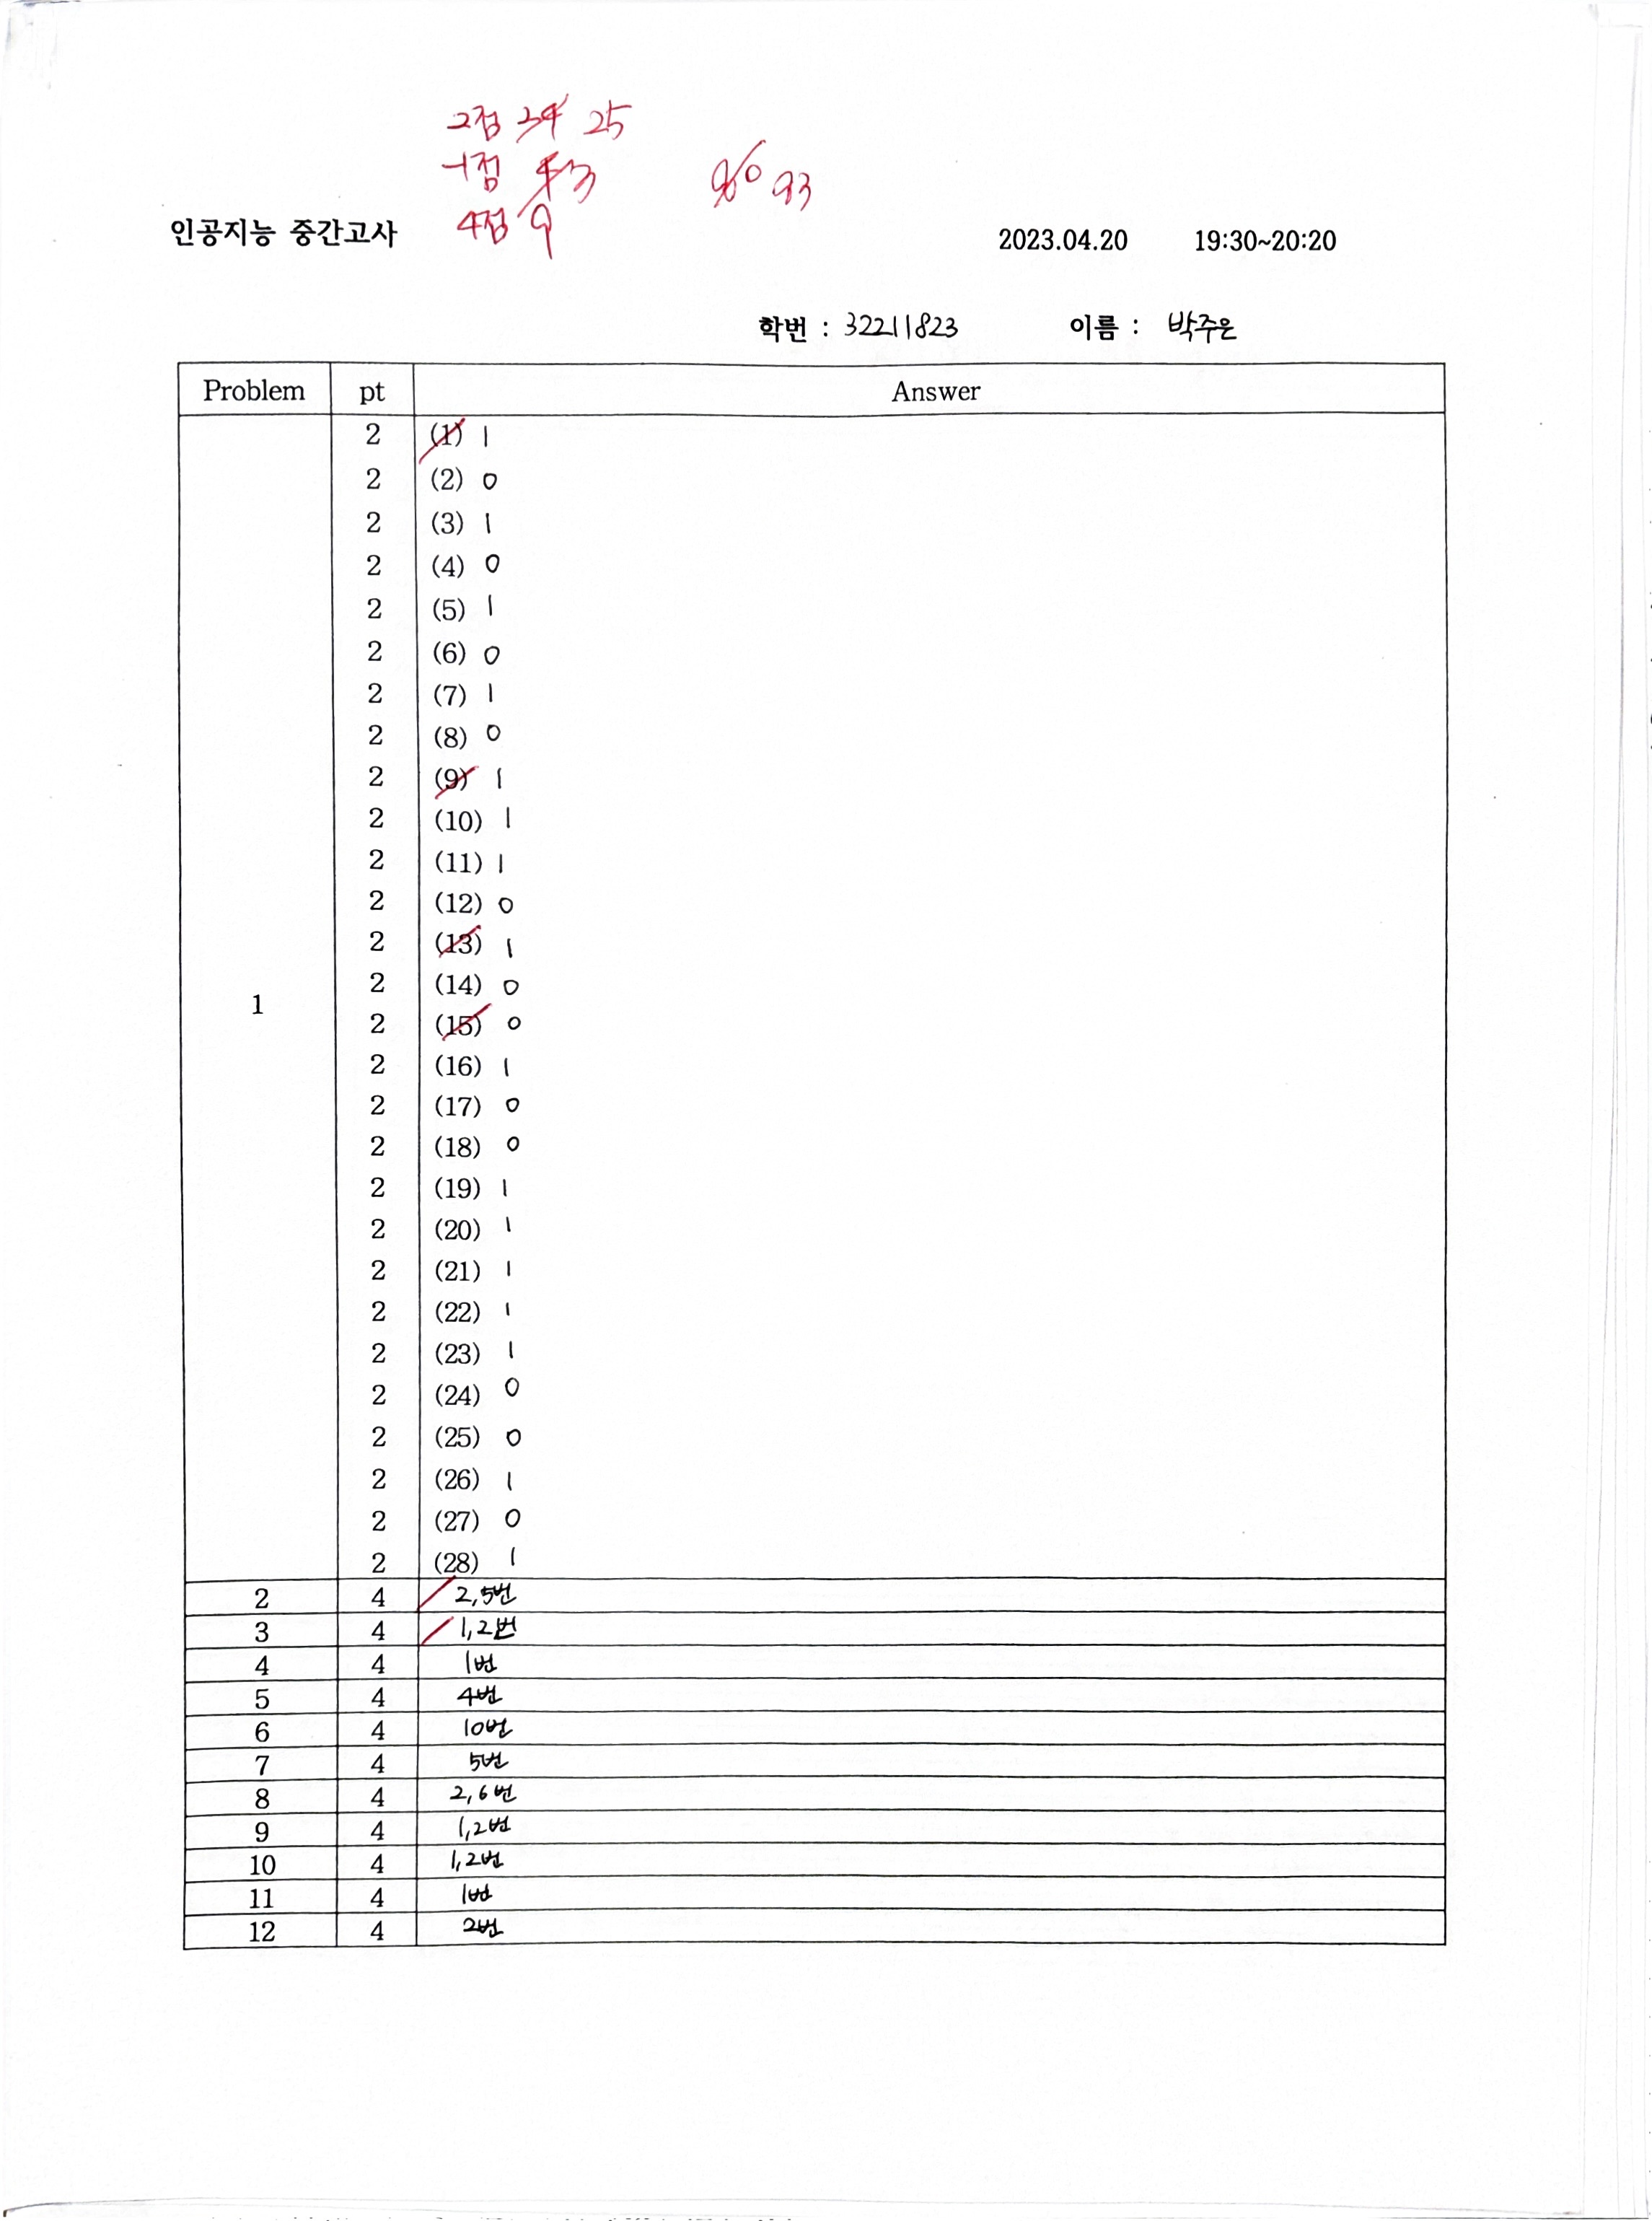 2점 24 25
-1점 4 3 90 93
4점 9
인공지능 중간고사 2023.04.20 19:30~20:20
학번 : 32211823 이름 : 박주은
Problem pt Answer
2 (1) 1
2 (2) 0
2 (3) 1
2 (4) 0
2 (5) 1
2 (6) 0
2 (7) 1
2 (8) 0
2 (9) 1
2 (10) 1
2 (11) 1
2 (12) 0
2 (13) 1
2 (14) 0
1 2 (15) 0
2 (16) 1
2 (17) 0
2 (18) 0
2 (19) 1
2 (20) 1
2 (21) 1
2 (22) 1
2 (23) 1
2 (24) 0
2 (25) 0
2 (26) 1
2 (27) 0
2 (28) 1
2 4 2,5번
3 4 1,2번
4 4 1번
5 4 4번
6 4 10번
7 4 5번
8 4 2,6번
9 4 1,2번
10 4 1,2번
11 4 1번
12 4 2번